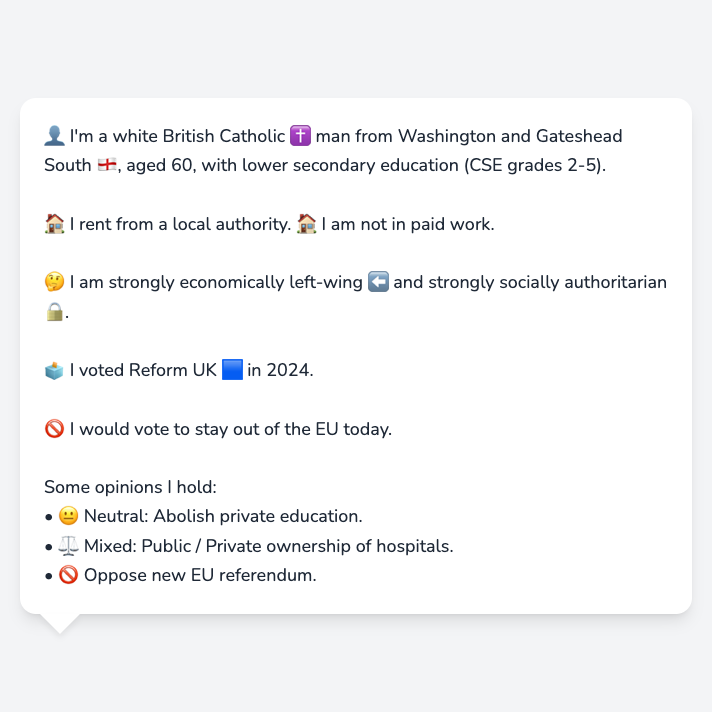 👤 I'm a white British Catholic ✝️ man from Washington and Gateshead
South 🏴󠁧󠁢󠁥󠁮󠁧󠁿, aged 60, with lower secondary education (CSE grades 2-5).
🏠 I rent from a local authority. 🏠 I am not in paid work.
🤔 I am strongly economically left-wing ⬅️ and strongly socially authoritarian
🔒.
🗳️ I voted Reform UK 🟦 in 2024.
🚫 I would vote to stay out of the EU today.
Some opinions I hold:
• 😐 Neutral: Abolish private education.
• ⚖️ Mixed: Public / Private ownership of hospitals.
• 🚫 Oppose new EU referendum.